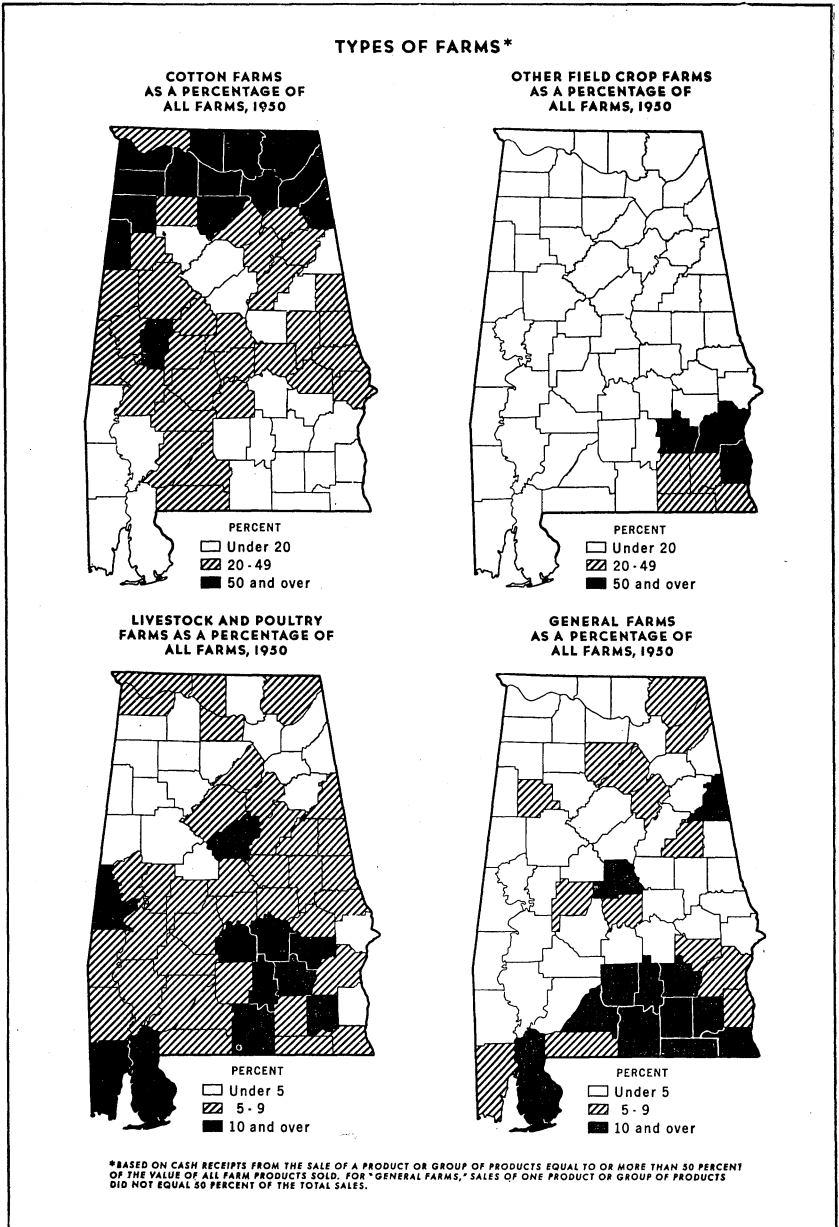 TYPES OF FARMS*
COTTON FARMS
AS A PERCENTAGE OF
ALL FARMS, 1950
PERCENT
Under 20
20-49
50 and over
OTHER FIELD CROP FARMS
AS A PERCENTAGE OF
ALL FARMS, 1950
PERCENT
Under 20
20-49
50 and over
LIVESTOCK AND POULTRY
FARMS AS A PERCENTAGE OF
ALL FARMS, 1950
PERCENT
Under 5
5-9
10 and over
GENERAL FARMS
AS A PERCENTAGE OF
ALL FARMS, 1950
PERCENT
Under 5
5-9
10 and over
*BASED ON CASH RECEIPTS FROM THE SALE OF A PRODUCT OR GROUP OF PRODUCTS EQUAL TO OR MORE THAN 50 PERCENT
OF THE VALUE OF ALL FARM PRODUCTS SOLD. FOR "GENERAL FARMS," SALES OF ONE PRODUCT OR GROUP OF PRODUCTS
DID NOT EQUAL 50 PERCENT OF THE TOTAL SALES.